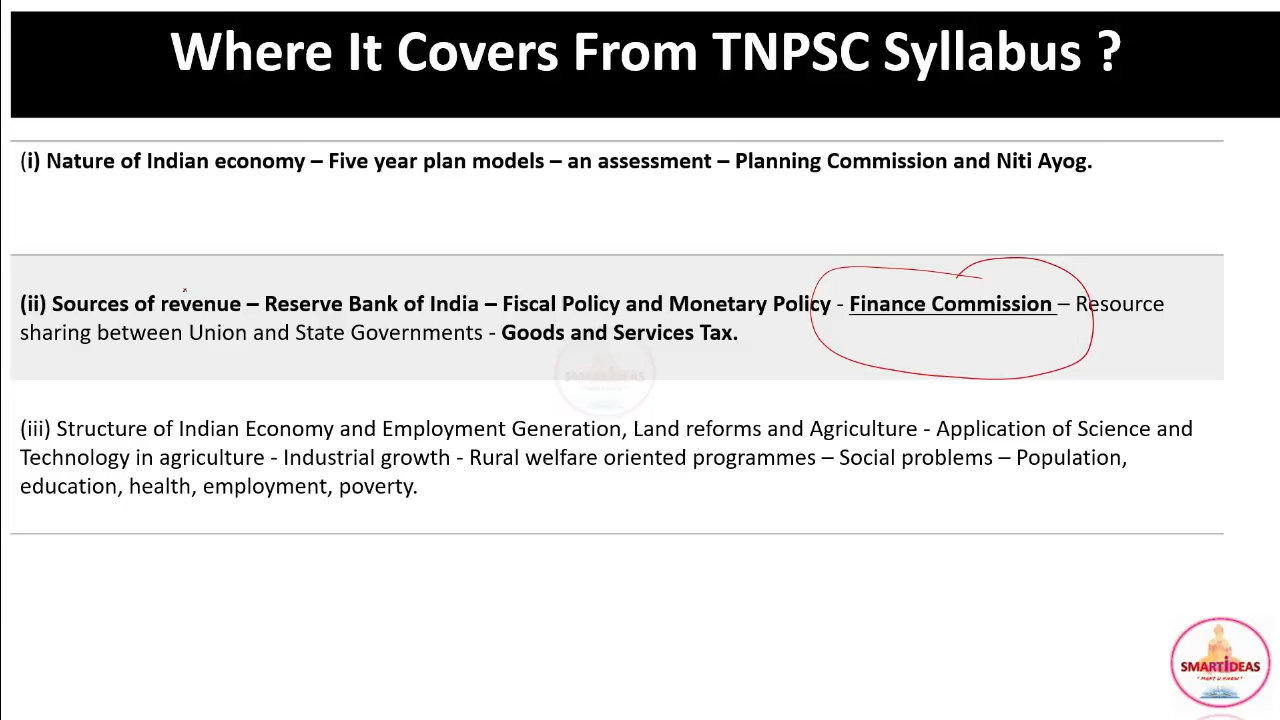 Where It Covers From TNPSC Syllabus ?
(i) Nature of Indian economy – Five year plan models – an assessment – Planning Commission and Niti Ayog.
(ii) Sources of revenue – Reserve Bank of India – Fiscal Policy and Monetary Policy - Finance Commission – Resource
sharing between Union and State Governments - Goods and Services Tax.
SMARTIDEAS
(iii) Structure of Indian Economy and Employment Generation, Land reforms and Agriculture - Application of Science and
Technology in agriculture - Industrial growth - Rural welfare oriented programmes – Social problems – Population,
education, health, employment, poverty.
SMARTiDEAS
" MAKE U KNOW "